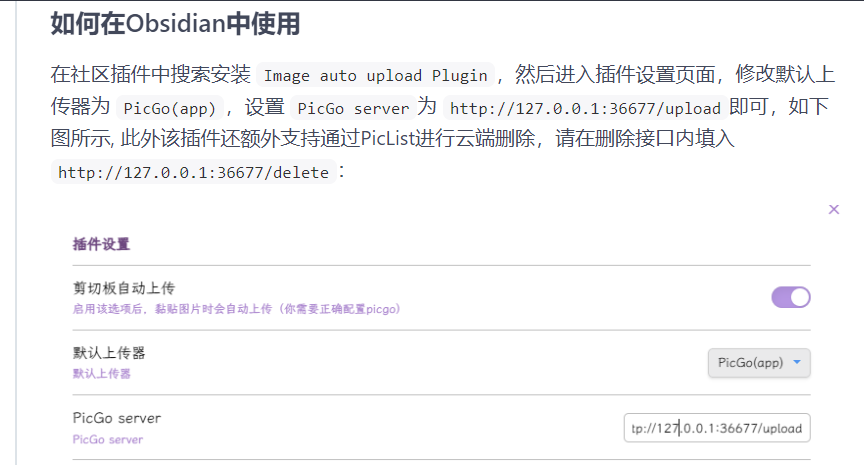 如何在Obsidian中使用
在社区插件中搜索安装 Image auto upload Plugin ，然后进入插件设置页面，修改默认上
传器为 PicGo(app) ，设置 PicGo server 为 http://127.0.0.1:36677/upload 即可，如下
图所示, 此外该插件还额外支持通过PicList进行云端删除，请在删除接口内填入
http://127.0.0.1:36677/delete ：
插件设置
剪切板自动上传
启用该选项后，黏贴图片时会自动上传（你需要正确配置picgo）
默认上传器
PicGo(app)
默认上传器
PicGo server
tp://127.0.0.1:36677/upload
PicGo server